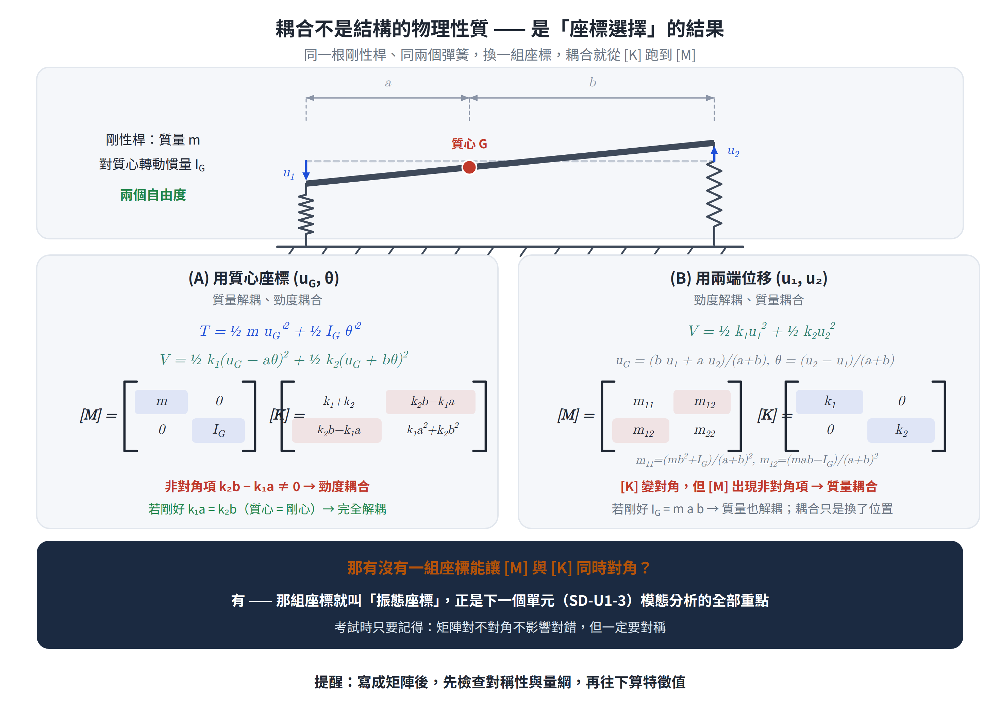 耦合不是結構的物理性質 —— 是「座標選擇」的結果
同一根剛性桿、同兩個彈簧，換一組座標，耦合就從 [K] 跑到 [M]
a
b
剛性桿：質量 m
對質心轉動慣量 I_G
兩個自由度
質心 G
u₁
u₂
(A) 用質心座標 (u_G, θ)
質量解耦、勁度耦合
T = ½ m u_G′² + ½ I_G θ′²
V = ½ k₁(u_G − aθ)² + ½ k₂(u_G + bθ)²
[M] =
m 0
0 I_G
[K] =
k₁+k₂ k₂b−k₁a
k₂b−k₁a k₁a²+k₂b²
非對角項 k₂b − k₁a ≠ 0 → 勁度耦合
若剛好 k₁a = k₂b（質心 = 剛心）→ 完全解耦
(B) 用兩端位移 (u₁, u₂)
勁度解耦、質量耦合
V = ½ k₁u₁² + ½ k₂u₂²
u_G = (b u₁ + a u₂)/(a+b), θ = (u₂ − u₁)/(a+b)
[M] =
m₁₁ m₁₂
m₁₂ m₂₂
[K] =
k₁ 0
0 k₂
m₁₁=(mb²+I_G)/(a+b)², m₁₂=(mab−I_G)/(a+b)²
[K] 變對角，但 [M] 出現非對角項 → 質量耦合
若剛好 I_G = m a b → 質量也解耦；耦合只是換了位置
那有沒有一組座標能讓 [M] 與 [K] 同時對角？
有 —— 那組座標就叫「振態座標」，正是下一個單元（SD-U1-3）模態分析的全部重點
考試時只要記得：矩陣對不對角不影響對錯，但一定要對稱
提醒：寫成矩陣後，先檢查對稱性與量綱，再往下算特徵值